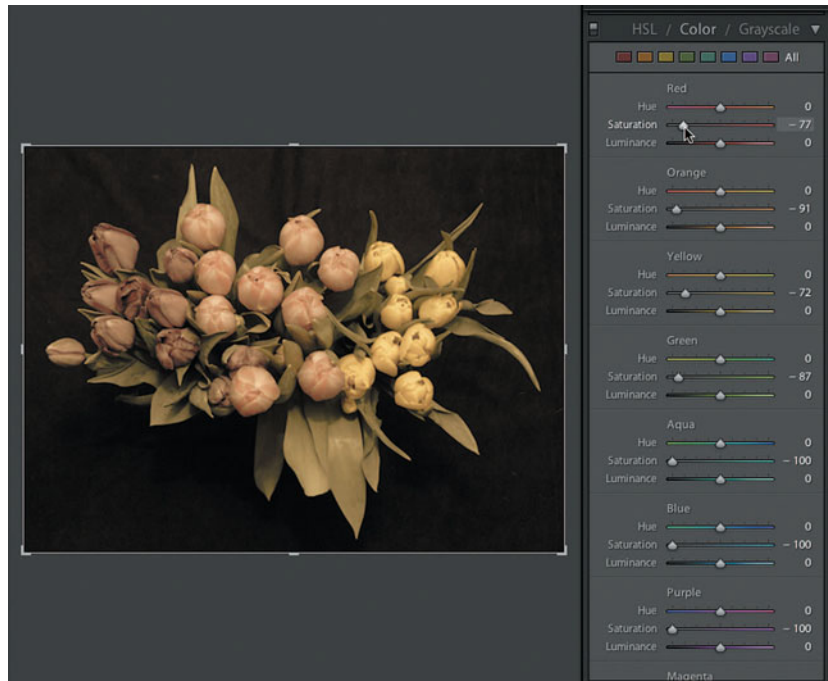 HSL / Color / Grayscale ▼
All
Red
Hue 0
Saturation – 77
Luminance 0
Orange
Hue 0
Saturation – 91
Luminance 0
Yellow
Hue 0
Saturation – 72
Luminance 0
Green
Hue 0
Saturation – 87
Luminance 0
Aqua
Hue 0
Saturation – 100
Luminance 0
Blue
Hue 0
Saturation – 100
Luminance 0
Purple
Hue 0
Saturation – 100
Luminance 0
Magenta